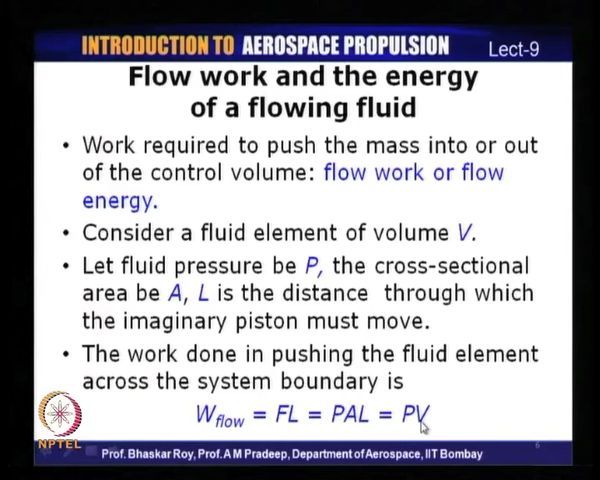 INTRODUCTION TO AEROSPACE PROPULSION Lect-9
Flow work and the energy
of a flowing fluid
• Work required to push the mass into or out
of the control volume: flow work or flow
energy.
• Consider a fluid element of volume V.
• Let fluid pressure be P, the cross-sectional
area be A, L is the distance through which
the imaginary piston must move.
• The work done in pushing the fluid element
across the system boundary is
Wflow = FL = PAL = PV
NPTEL
6
Prof. Bhaskar Roy, Prof. A M Pradeep, Department of Aerospace, IIT Bombay